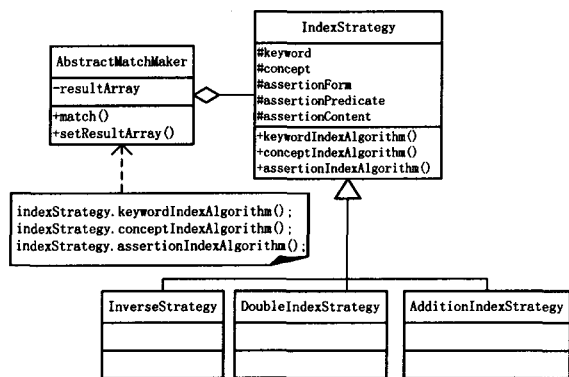 AbstractMatchMaker
-resultArray
+match()
+setResultArray()
IndexStrategy
#keyword
#concept
#assertionForm
#assertionPredicate
#assertionContent
+keywordIndexAlgorithm()
+conceptIndexAlgorithm()
+assertionIndexAlgorithm()
indexStrategy.keywordIndexAlgorithm();
indexStrategy.conceptIndexAlgorithm();
indexStrategy.assertionIndexAlgorithm();
InverseStrategy
DoubleIndexStrategy
AdditionIndexStrategy